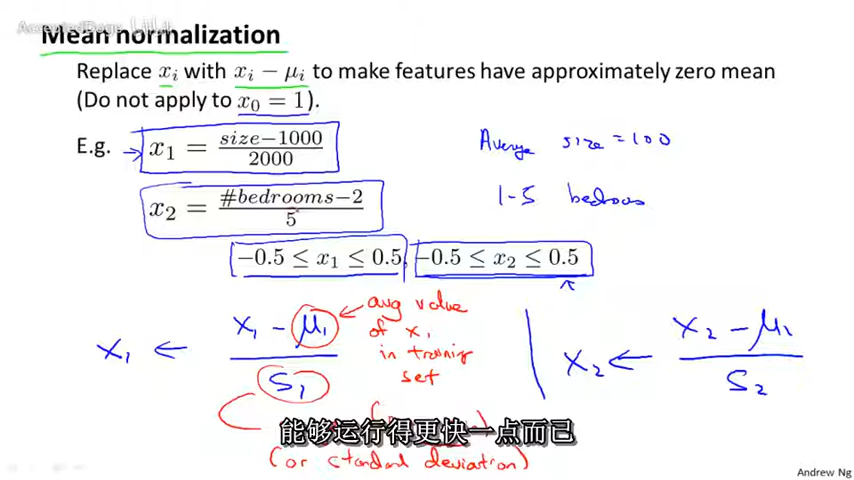 Mean normalization
Replace x_i with x_i − μ_i to make features have approximately zero mean
(Do not apply to x_0 = 1).
E.g. → x_1 = (size−1000)/2000
Average size = 100
x_2 = (#bedrooms−2)/5
1-5 bedrooms
−0.5 ≤ x_1 ≤ 0.5, −0.5 ≤ x_2 ≤ 0.5
x_1 ← (x_1 − μ_1)/S_1
avg value
of x_1
in training
set
x_2 ← (x_2 − μ_1)/S_2
能够运行得更快一点而已
(or standard deviation)
Andrew Ng